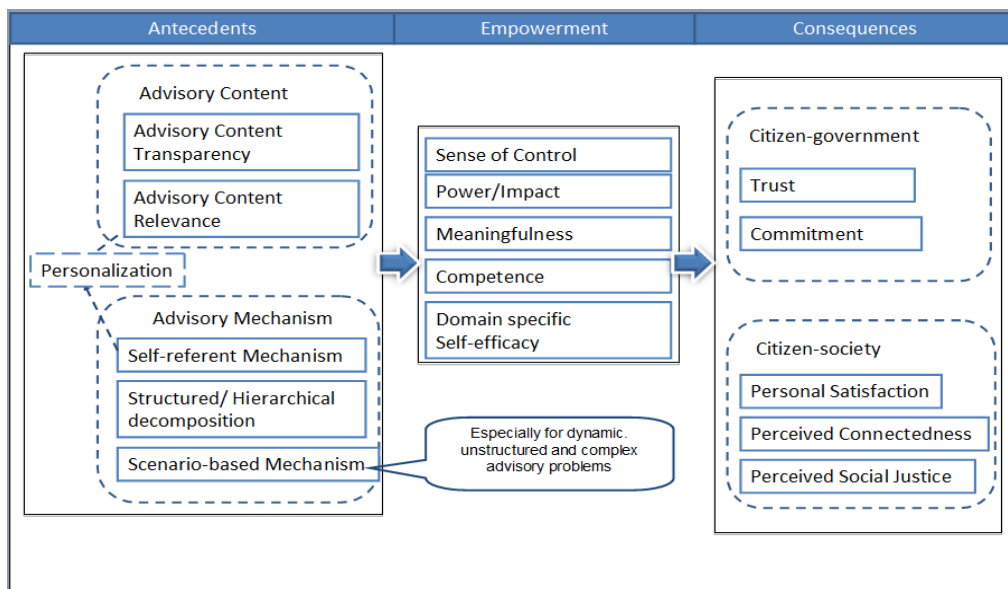 Antecedents
Empowerment
Consequences
Advisory Content
Advisory Content
Transparency
Advisory Content
Relevance
Personalization
Advisory Mechanism
Self-referent Mechanism
Structured/ Hierarchical
decomposition
Scenario-based Mechanism
Sense of Control
Power/Impact
Meaningfulness
Competence
Domain specific
Self-efficacy
Especially for dynamic.
unstructured and complex
advisory problems
Citizen-government
Trust
Commitment
Citizen-society
Personal Satisfaction
Perceived Connectedness
Perceived Social Justice